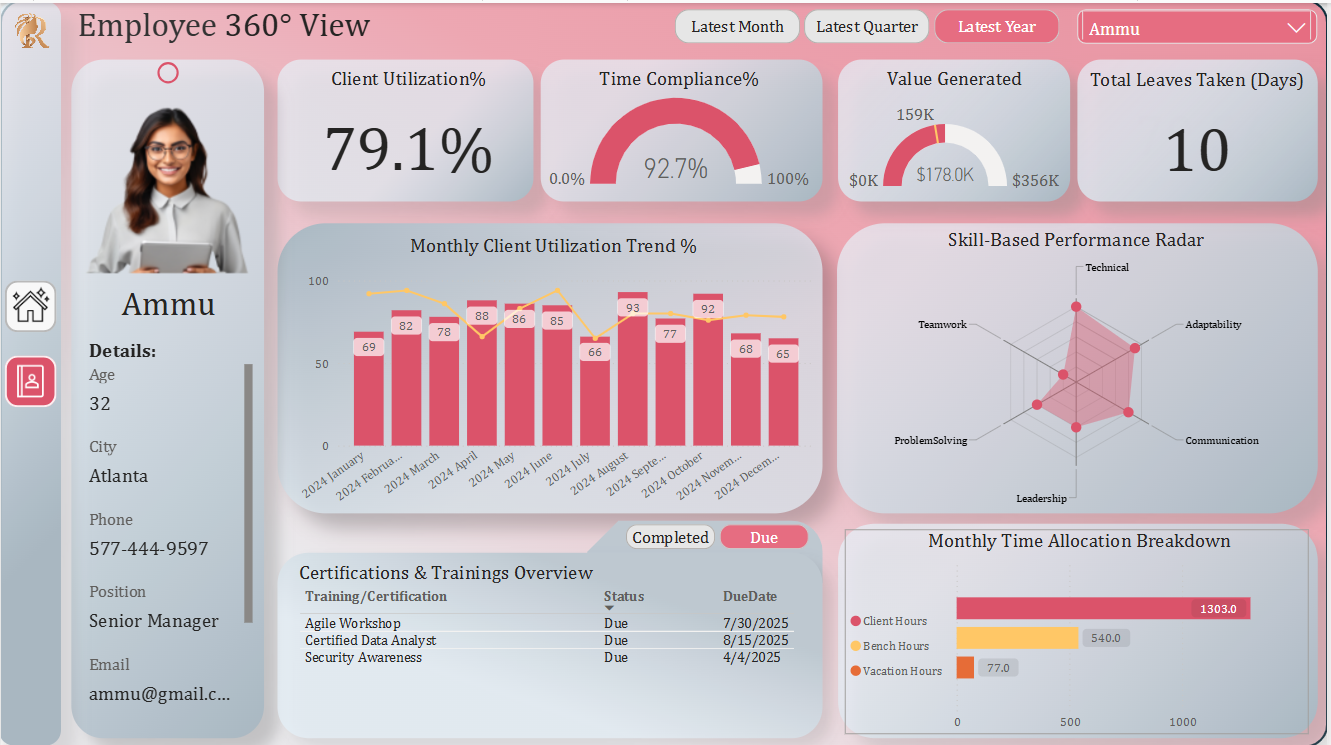 Employee 360° View
Latest Month
Latest Quarter
Latest Year
Ammu
Client Utilization%
79.1%
Time Compliance%
92.7%
0.0%
100%
Value Generated
159K
$178.0K
$0K
$356K
Total Leaves Taken (Days)
10
Ammu
Details:
Age
32
City
Atlanta
Phone
577-444-9597
Position
Senior Manager
Email
ammu@gmail.c...
Monthly Client Utilization Trend %
100
50
0
69
82
78
88
86
85
66
93
77
92
68
65
2024 January
2024 Februa...
2024 March
2024 April
2024 May
2024 June
2024 July
2024 August
2024 Septe...
2024 October
2024 Novem...
2024 Decem...
Skill-Based Performance Radar
Technical
Adaptability
Communication
Leadership
ProblemSolving
Teamwork
Completed
Due
Certifications & Trainings Overview
Training/Certification Status DueDate
Agile Workshop Due 7/30/2025
Certified Data Analyst Due 8/15/2025
Security Awareness Due 4/4/2025
Monthly Time Allocation Breakdown
Client Hours
Bench Hours
Vacation Hours
1303.0
540.0
77.0
0
500
1000